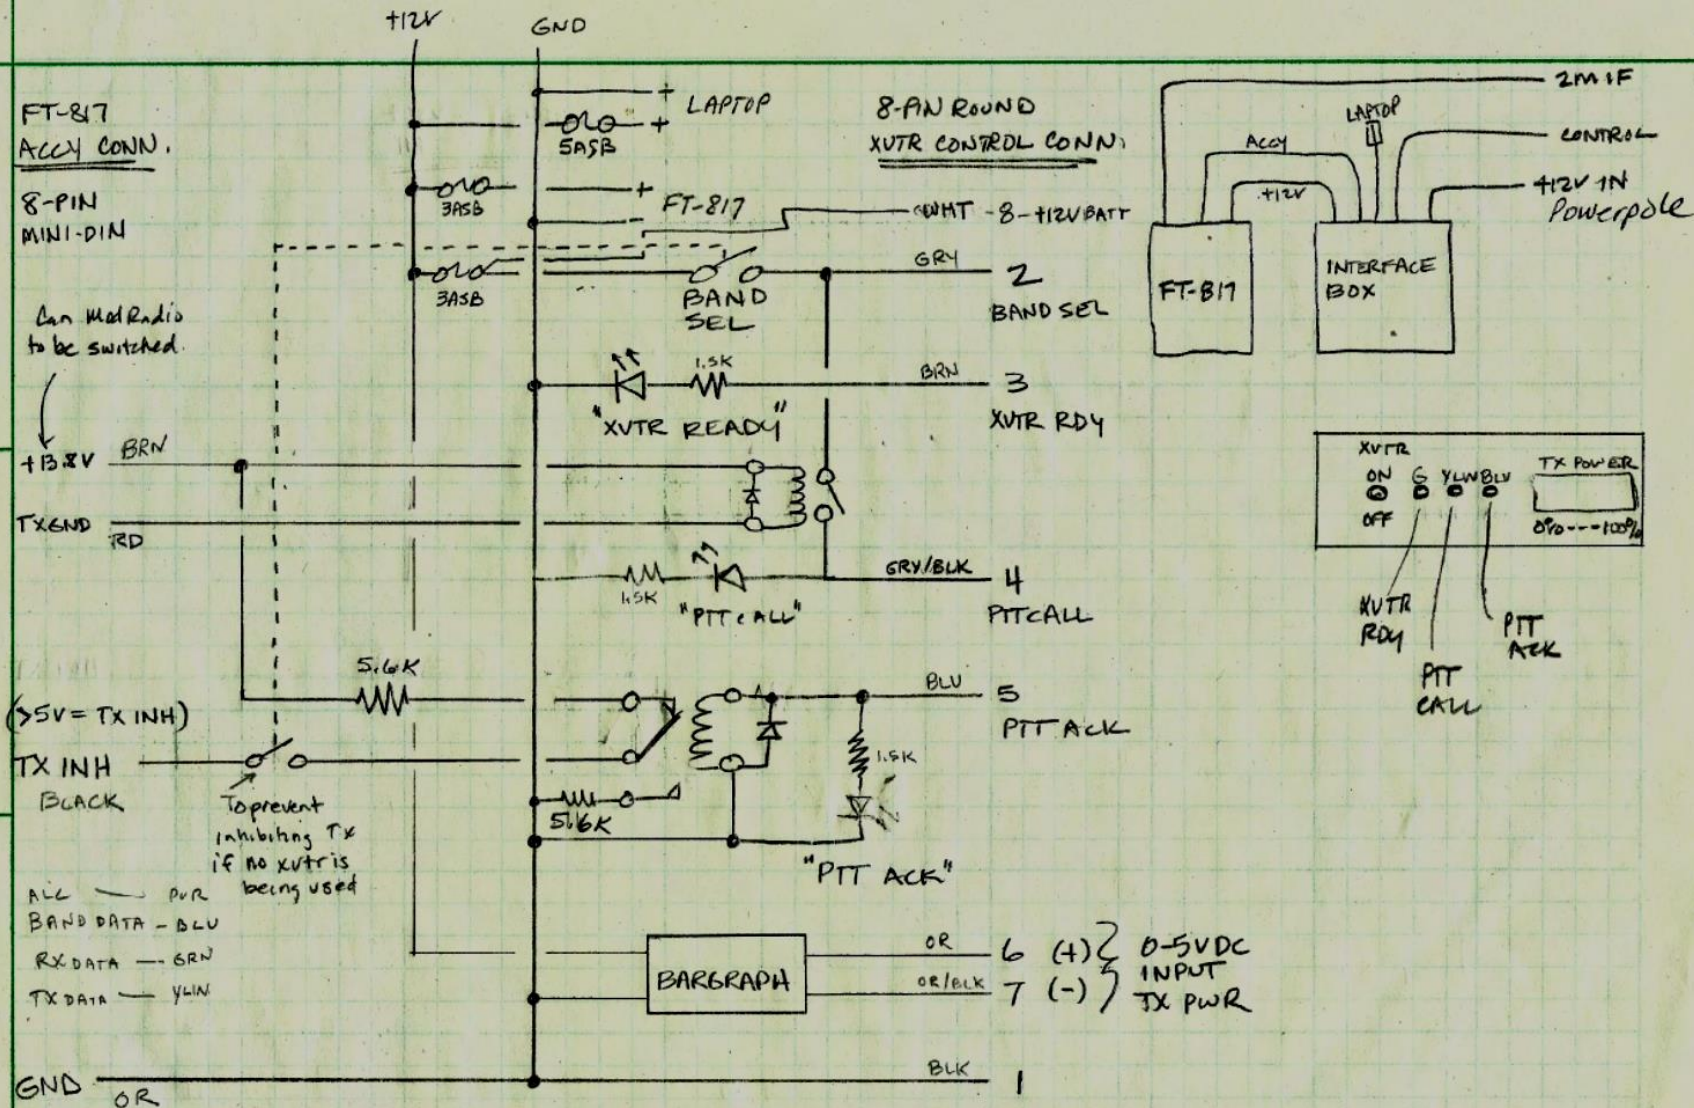 +12V
GND
FT-817
ACCY CONN.
8-PIN
MINI-DIN
+
LAPTOP
+
5ASB
3ASB
+
FT-817
-
3ASB
BAND
SEL
8-PIN ROUND
XVTR CONTROL CONN.
WHT - 8 - +12V BATT
GRY
2
BAND SEL
Can Mod Radio
to be switched.
1.5K
"XVTR READY"
BRN
3
XVTR RDY
+13.8V
BRN
TXGND
RD
1.5K
"PTT CALL"
GRY/BLK
4
PTT CALL
5.6K
(>5V = TX INH)
TX INH
BLACK
To prevent
inhibiting TX
if no xvtr is
being used
BLU
5
PTT ACK
1.5K
5.6K
"PTT ACK"
ALC — PUR
BAND DATA - BLU
RX DATA — GRN
TX DATA — YLW
BARGRAPH
OR
6 (+)
OR/BLK
7 (-)
0-5VDC
INPUT
TX PWR
GND
OR
BLK
1
2M IF
LAPTOP
CONTROL
ACCY
+12V
+12V IN
Powerpole
FT-817
INTERFACE
BOX
XVTR
ON
G
YLW
BLU
TX POWER
OFF
0%---100%
XVTR
RDY
PTT
CALL
PTT
ACK